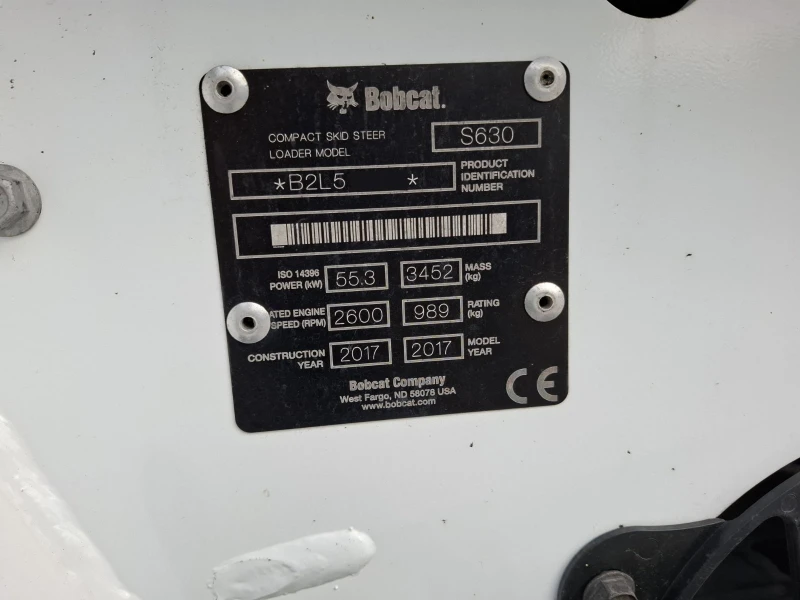 Bobcat.
COMPACT SKID STEER
LOADER MODEL
S630
*B2L5 *
PRODUCT
IDENTIFICATION
NUMBER
ISO 14396
POWER (kW)
55.3
3452
MASS
(kg)
ATED ENGINE
SPEED (RPM)
2600
989
RATING
(kg)
CONSTRUCTION
YEAR
2017
2017
MODEL
YEAR
Bobcat Company
West Fargo, ND 58078 USA
www.bobcat.com
CE